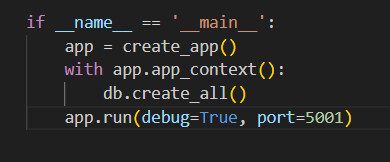 if __name__ == '__main__':
    app = create_app()
    with app.app_context():
        db.create_all()
    app.run(debug=True, port=5001)